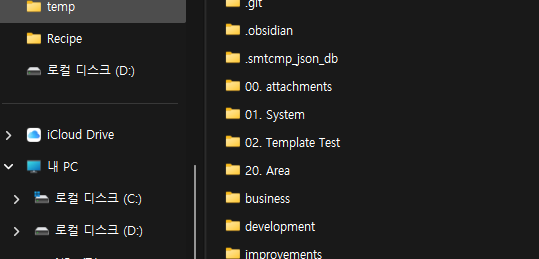 temp
Recipe
로컬 디스크 (D:)
iCloud Drive
내 PC
로컬 디스크 (C:)
로컬 디스크 (D:)
.git
.obsidian
.smtcmp_json_db
00. attachments
01. System
02. Template Test
20. Area
business
development
improvements